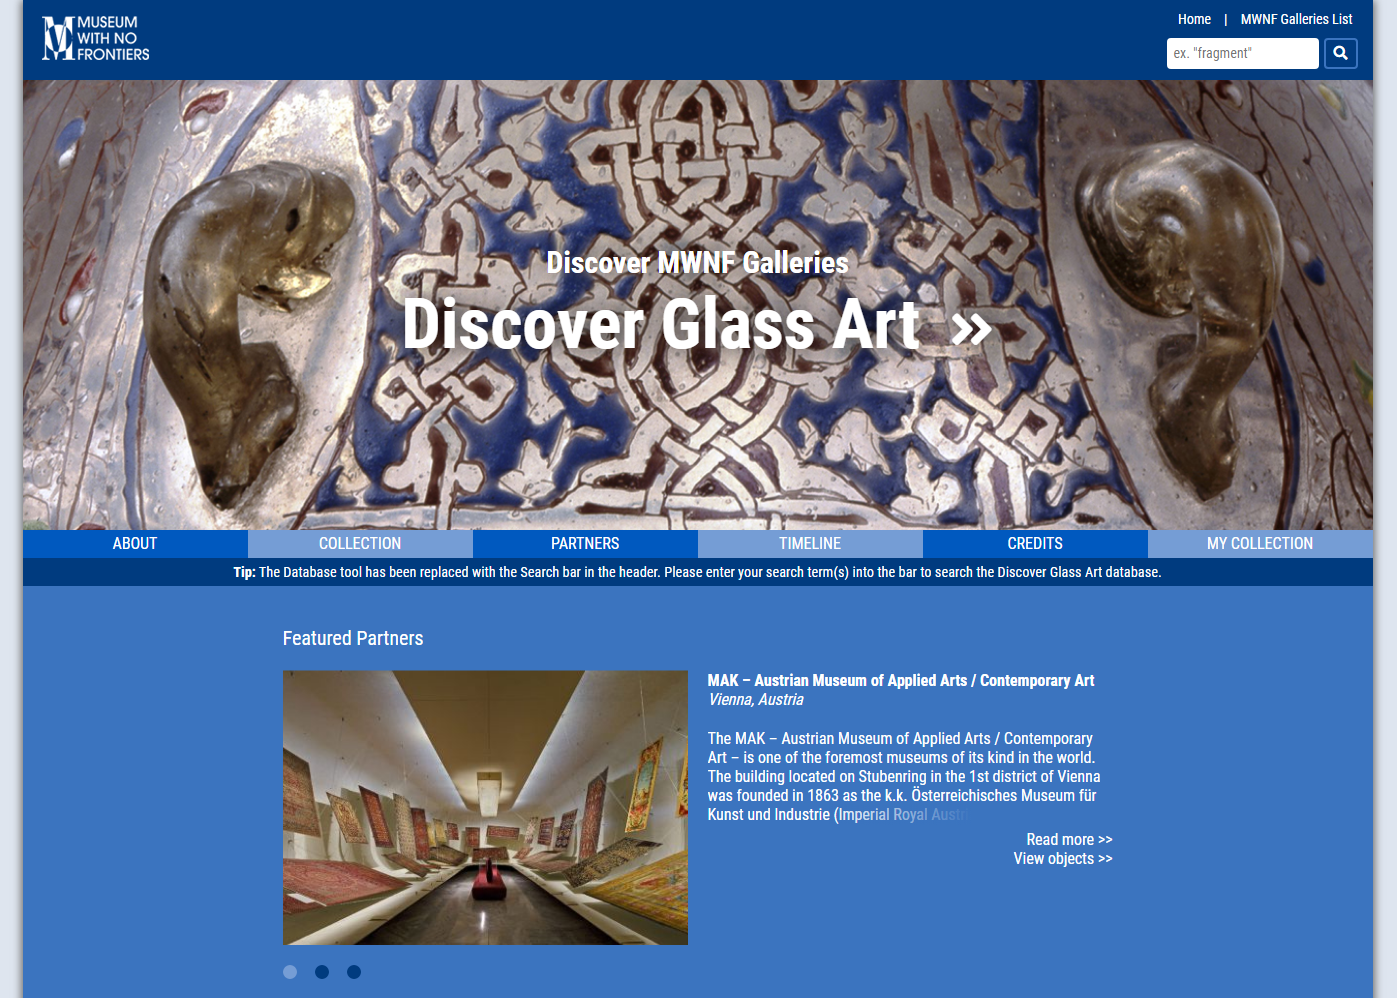 MUSEUM
WITH NO
FRONTIERS
Home | MWNF Galleries List
ex. "fragment"
Discover MWNF Galleries
Discover Glass Art »
ABOUT COLLECTION PARTNERS TIMELINE CREDITS MY COLLECTION
Tip: The Database tool has been replaced with the Search bar in the header. Please enter your search term(s) into the bar to search the Discover Glass Art database.
Featured Partners
MAK – Austrian Museum of Applied Arts / Contemporary Art
Vienna, Austria
The MAK – Austrian Museum of Applied Arts / Contemporary
Art – is one of the foremost museums of its kind in the world.
The building located on Stubenring in the 1st district of Vienna
was founded in 1863 as the k.k. Österreichisches Museum für
Kunst und Industrie (Imperial Royal
Read more >>
View objects >>